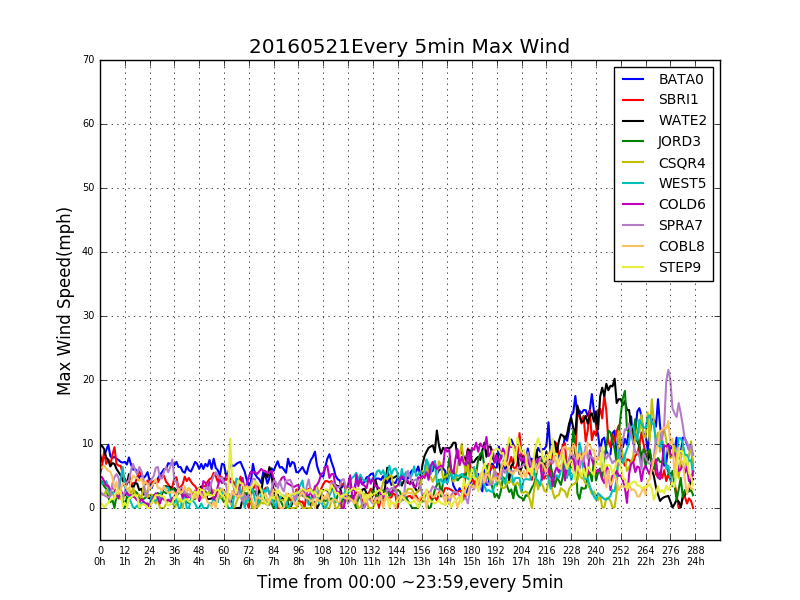 20160521Every 5min Max Wind
70
60
50
40
30
20
10
0
Max Wind Speed(mph)
BATA0
SBRI1
WATE2
JORD3
CSQR4
WEST5
COLD6
SPRA7
COBL8
STEP9
0 12 24 36 48 60 72 84 96 108 120 132 144 156 168 180 192 204 216 228 240 252 264 276 288
0h 1h 2h 3h 4h 5h 6h 7h 8h 9h 10h 11h 12h 13h 14h 15h 16h 17h 18h 19h 20h 21h 22h 23h 24h
Time from 00:00 ~23:59,every 5min